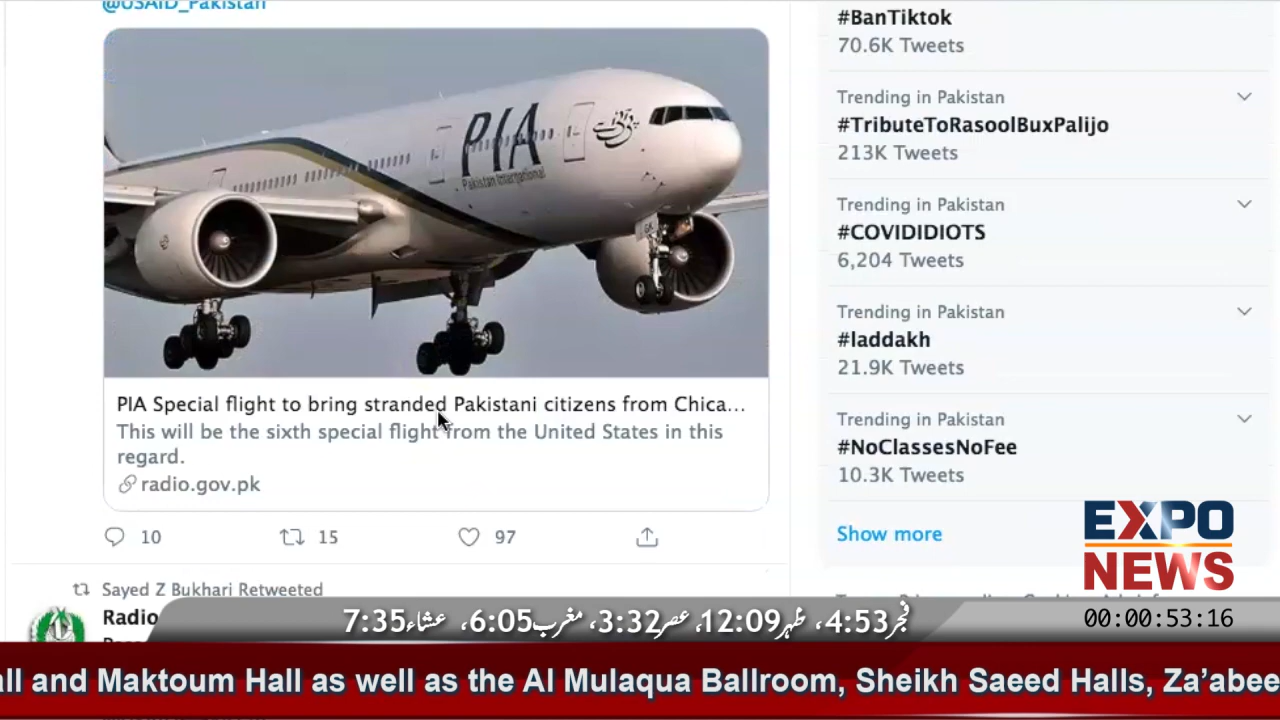 @USAID_Pakistan
PIA
Pakistan International
PIA Special flight to bring stranded Pakistani citizens from Chica...
This will be the sixth special flight from the United States in this
regard.
radio.gov.pk
10
15
97
Sayed Z Bukhari Retweeted
Radio
#BanTiktok
70.6K Tweets
Trending in Pakistan
#TributeToRasoolBuxPalijo
213K Tweets
Trending in Pakistan
#COVIDIDIOTS
6,204 Tweets
Trending in Pakistan
#laddakh
21.9K Tweets
Trending in Pakistan
#NoClassesNoFee
10.3K Tweets
Show more
EXPO
NEWS
00:00:53:16
فجر4:53، ظہر12:09، عصر3:32، مغرب6:05، عشاء7:35
all and Maktoum Hall as well as the Al Mulaqua Ballroom, Sheikh Saeed Halls, Za’abee